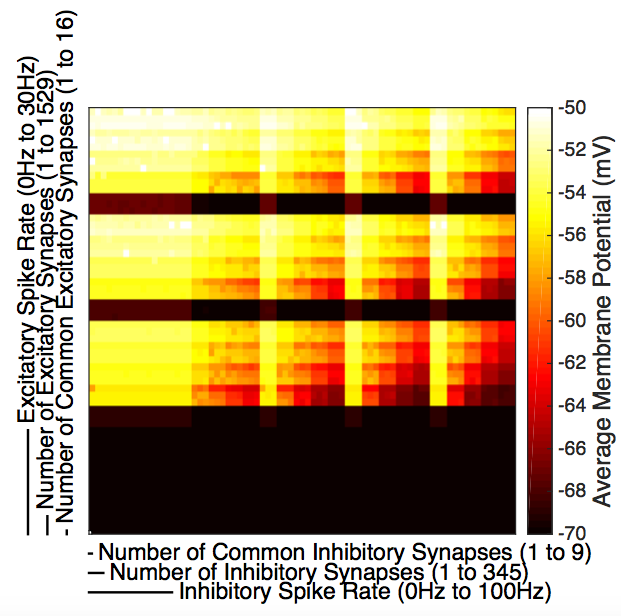 Excitatory Spike Rate (0Hz to 30Hz)
Number of Excitatory Synapses (1 to 1529)
Number of Common Excitatory Synapses (1 to 16)
-50
-52
-54
-56
-58
-60
-62
-64
-66
-68
-70
Average Membrane Potential (mV)
Number of Common Inhibitory Synapses (1 to 9)
Number of Inhibitory Synapses (1 to 345)
Inhibitory Spike Rate (0Hz to 100Hz)